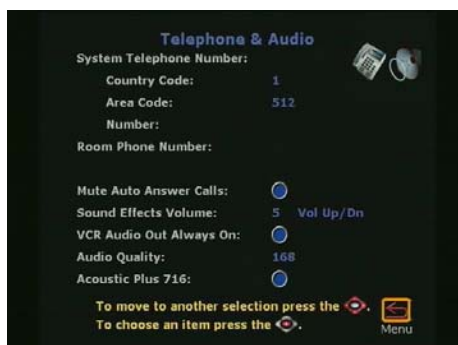 Telephone & Audio
System Telephone Number:
Country Code: 1
Area Code: 512
Number:
Room Phone Number:
Mute Auto Answer Calls:
Sound Effects Volume: 5 Vol Up/Dn
VCR Audio Out Always On:
Audio Quality: 168
Acoustic Plus 716:
To move to another selection press the .
To choose an item press the .
Menu